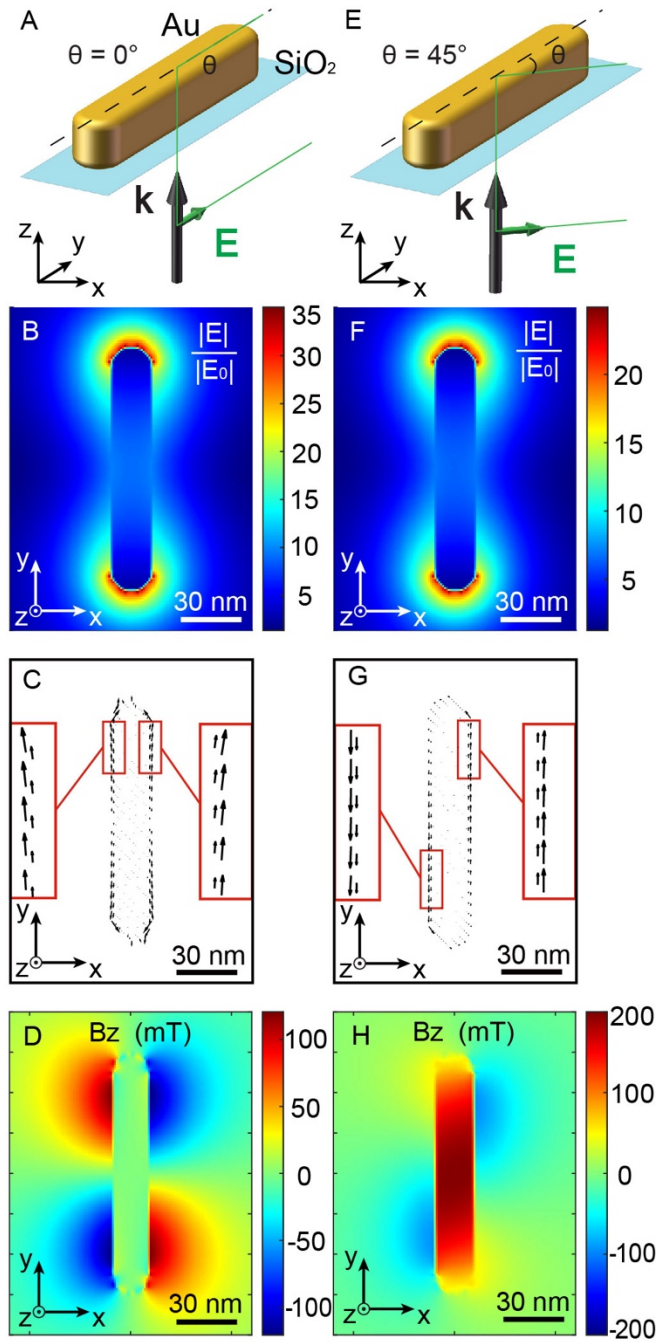 A
Au
θ = 0°
θ
SiO₂
k
E
z
y
x
E
θ = 45°
θ
k
E
z
y
x
B
|E|
|E₀|
35
30
25
20
15
10
5
y
z
x
30 nm
F
|E|
|E₀|
20
15
10
5
y
z
x
30 nm
C
y
z
x
30 nm
G
y
z
x
30 nm
D
Bz (mT)
100
50
0
-50
-100
y
z
x
30 nm
H
Bz (mT)
200
100
0
-100
-200
y
z
x
30 nm